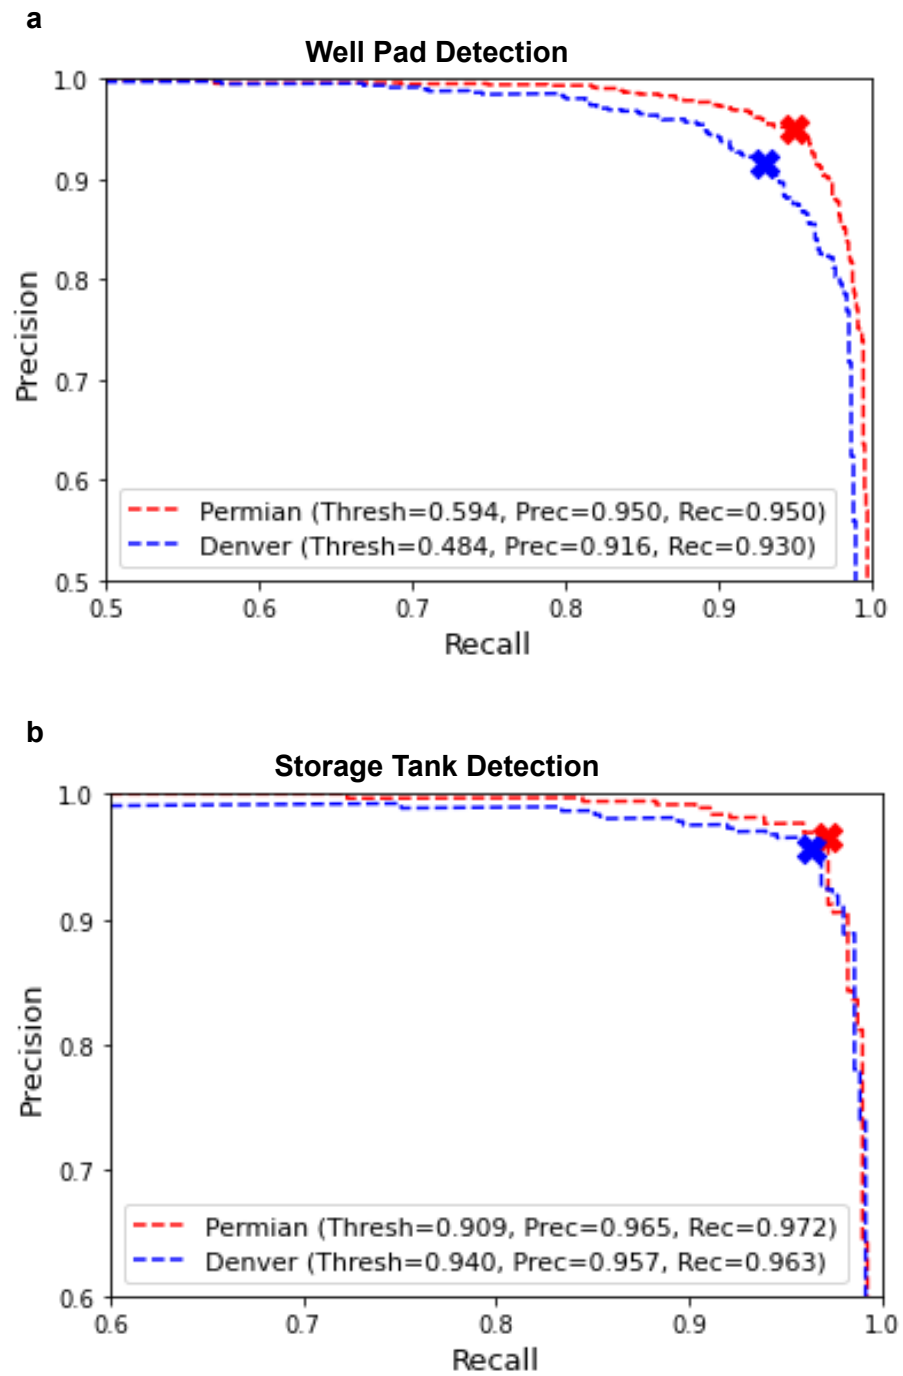 a
Well Pad Detection
1.0
0.9
0.8
0.7
0.6
0.5
Precision
Permian (Thresh=0.594, Prec=0.950, Rec=0.950)
Denver (Thresh=0.484, Prec=0.916, Rec=0.930)
0.5 0.6 0.7 0.8 0.9 1.0
Recall
b
Storage Tank Detection
1.0
0.9
0.8
0.7
0.6
Precision
Permian (Thresh=0.909, Prec=0.965, Rec=0.972)
Denver (Thresh=0.940, Prec=0.957, Rec=0.963)
0.6 0.7 0.8 0.9 1.0
Recall